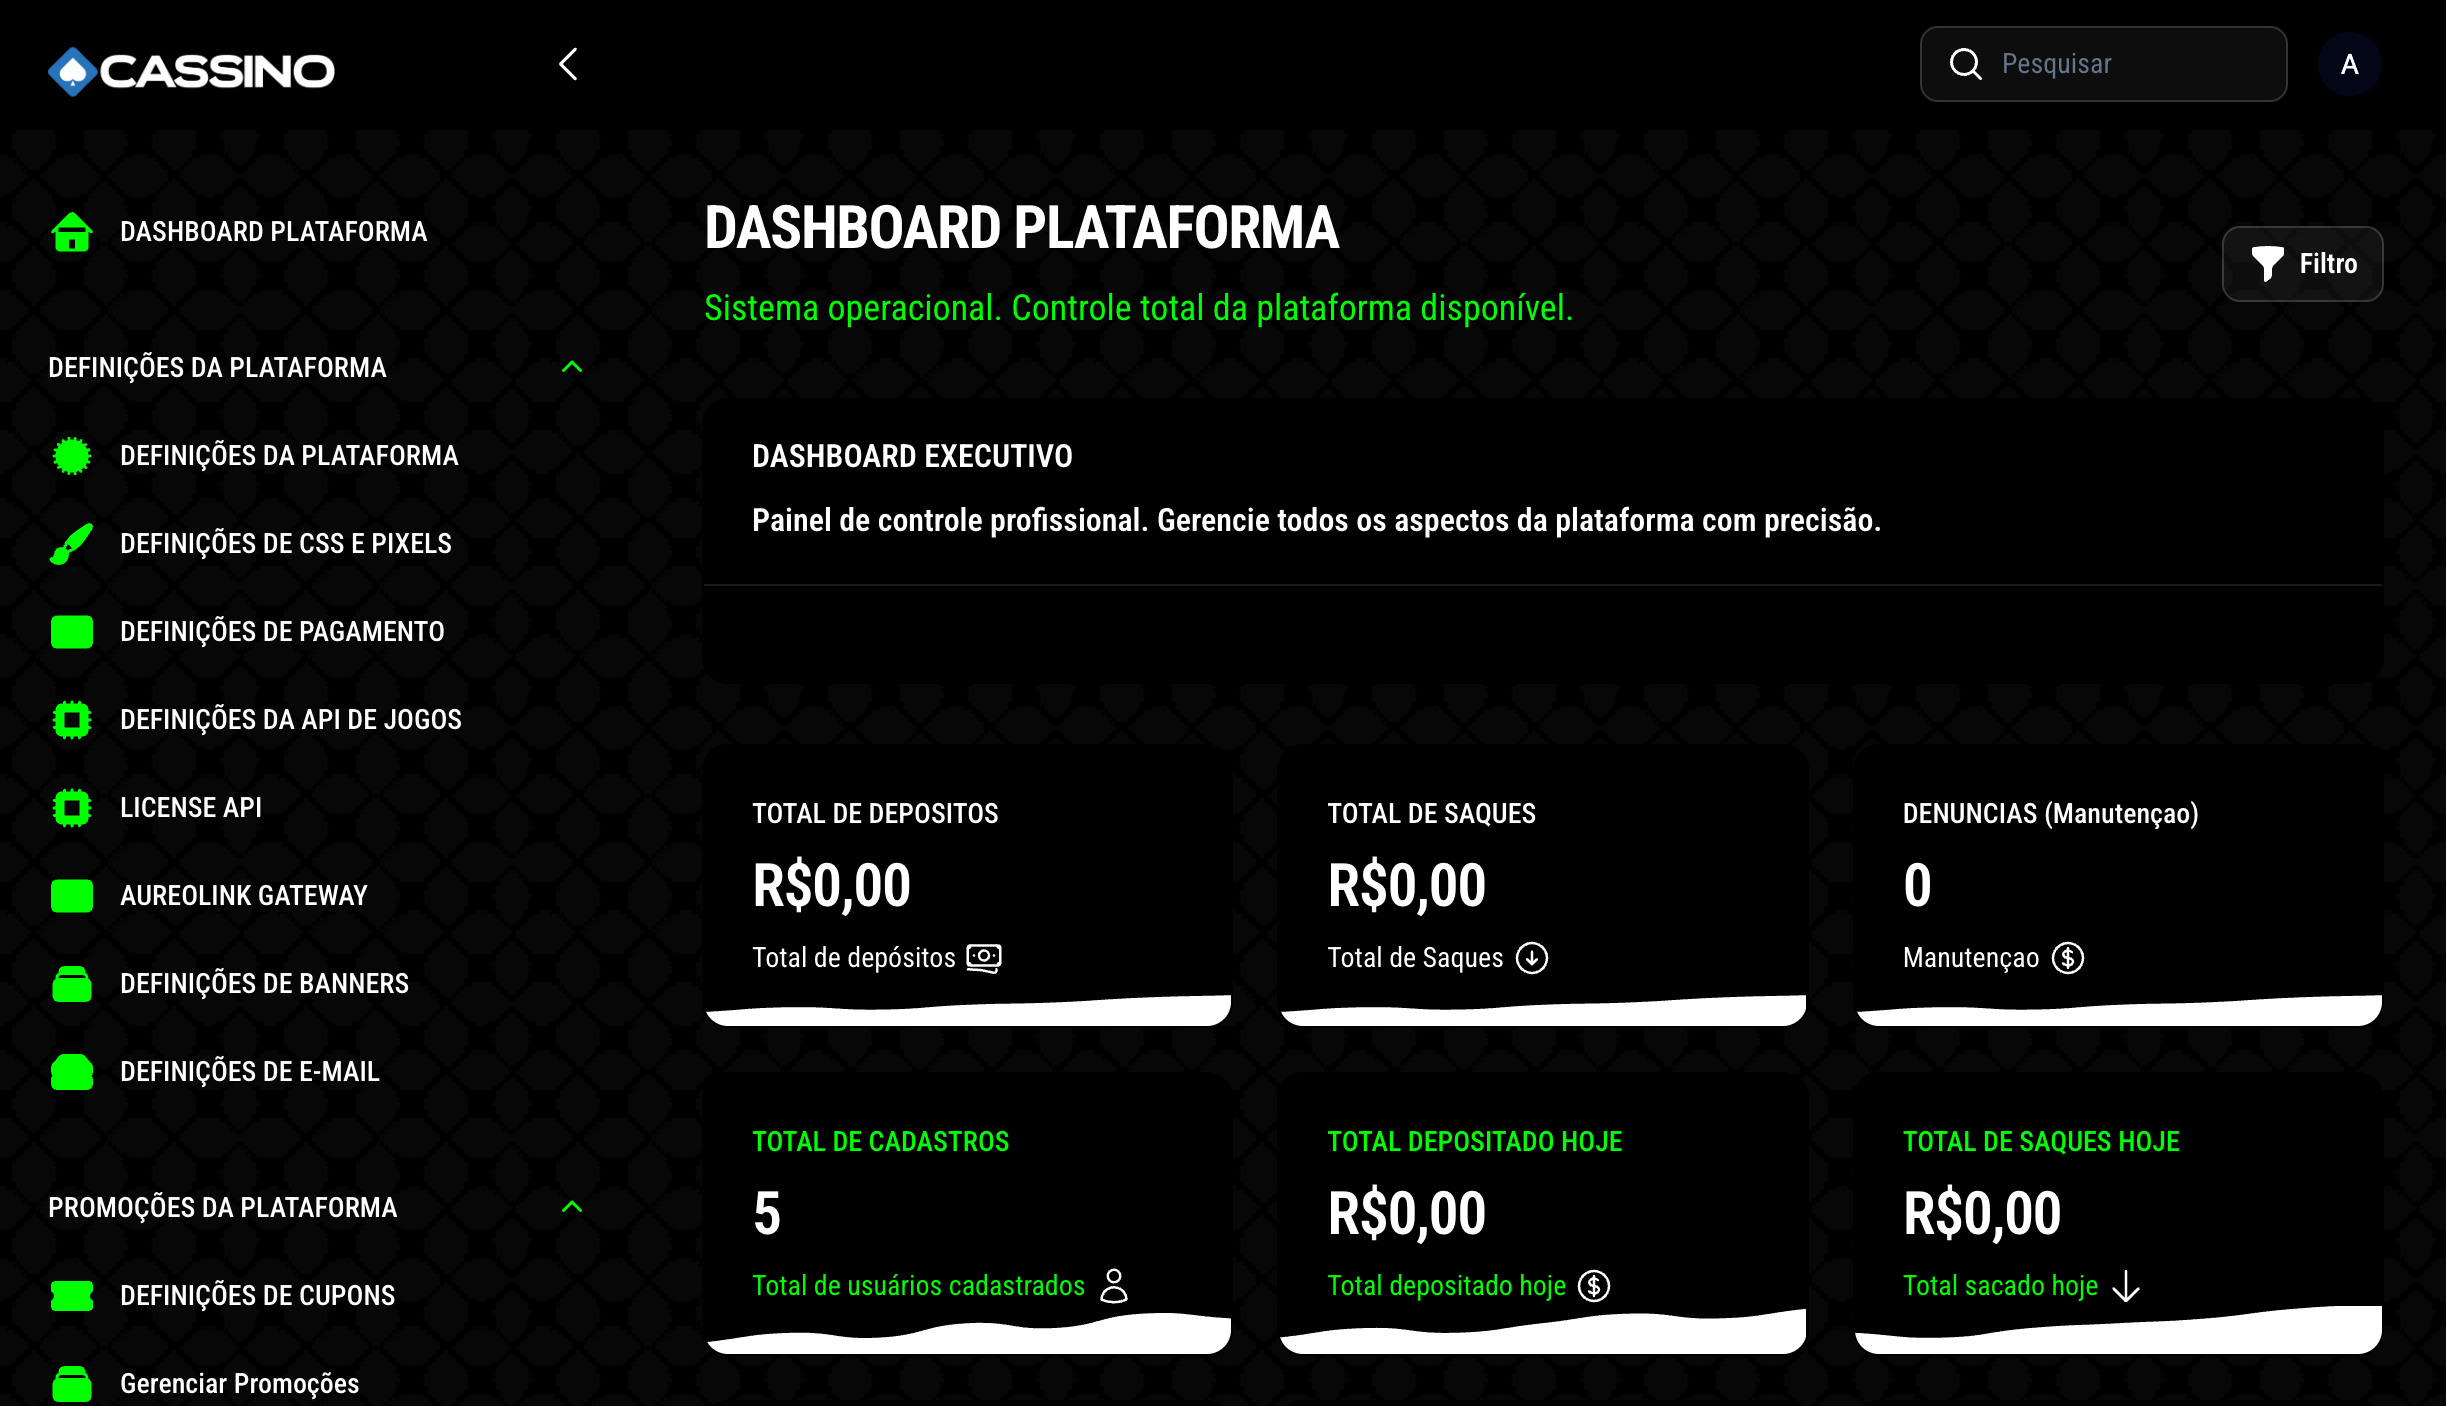 CASSINO
Pesquisar
A
DASHBOARD PLATAFORMA
DEFINIÇÕES DA PLATAFORMA
DEFINIÇÕES DA PLATAFORMA
DEFINIÇÕES DE CSS E PIXELS
DEFINIÇÕES DE PAGAMENTO
DEFINIÇÕES DA API DE JOGOS
LICENSE API
AUREOLINK GATEWAY
DEFINIÇÕES DE BANNERS
DEFINIÇÕES DE E-MAIL
PROMOÇÕES DA PLATAFORMA
DEFINIÇÕES DE CUPONS
Gerenciar Promoções
DASHBOARD PLATAFORMA
Sistema operacional. Controle total da plataforma disponível.
Filtro
DASHBOARD EXECUTIVO
Painel de controle profissional. Gerencie todos os aspectos da plataforma com precisão.
TOTAL DE DEPOSITOS
R$0,00
Total de depósitos
TOTAL DE SAQUES
R$0,00
Total de Saques
DENUNCIAS (Manutençao)
0
Manutençao
TOTAL DE CADASTROS
5
Total de usuários cadastrados
TOTAL DEPOSITADO HOJE
R$0,00
Total depositado hoje
TOTAL DE SAQUES HOJE
R$0,00
Total sacado hoje